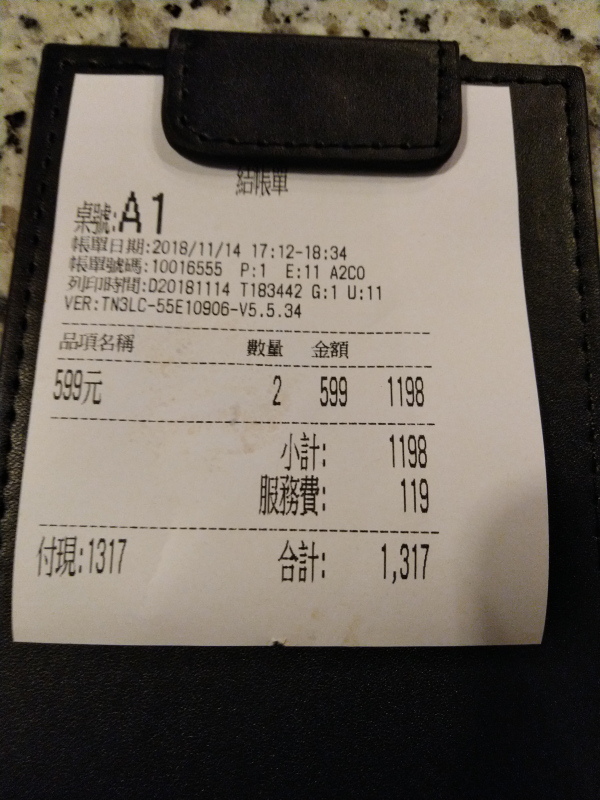 結帳單
桌號:A1
帳單日期:2018/11/14 17:12-18:34
帳單號碼:10016555 P:1 E:11 A2C0
列印時間:D20181114 T183442 G:1 U:11
VER:TN3LC-55E10906-V5.5.34
品項名稱 數量 金額
599元 2 599 1198
小計: 1198
服務費: 119
付現:1317 合計: 1,317